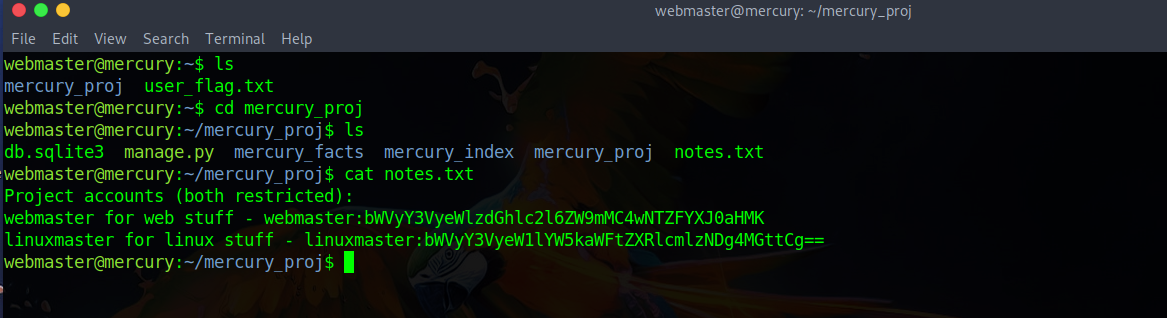 webmaster@mercury: ~/mercury_proj
File Edit View Search Terminal Help
webmaster@mercury:~$ ls
mercury_proj user_flag.txt
webmaster@mercury:~$ cd mercury_proj
webmaster@mercury:~/mercury_proj$ ls
db.sqlite3 manage.py mercury_facts mercury_index mercury_proj notes.txt
webmaster@mercury:~/mercury_proj$ cat notes.txt
Project accounts (both restricted):
webmaster for web stuff - webmaster:bWVyY3VyeWlzdGhlc2l6ZW9mMC4wNTZFYXJ0aHMK
linuxmaster for linux stuff - linuxmaster:bWVyY3VyeW1lYW5kaWFtZXRlcmlzNDg4MGttCg==
webmaster@mercury:~/mercury_proj$